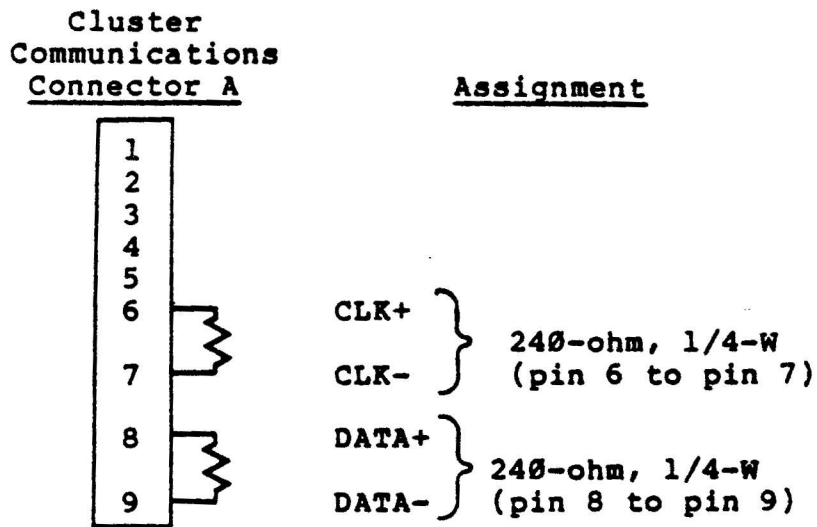 Cluster
Communications
Connector A
Assignment
1
2
3
4
5
6
7
8
9
CLK+
CLK-
240-ohm, 1/4-W
(pin 6 to pin 7)
DATA+
DATA-
240-ohm, 1/4-W
(pin 8 to pin 9)